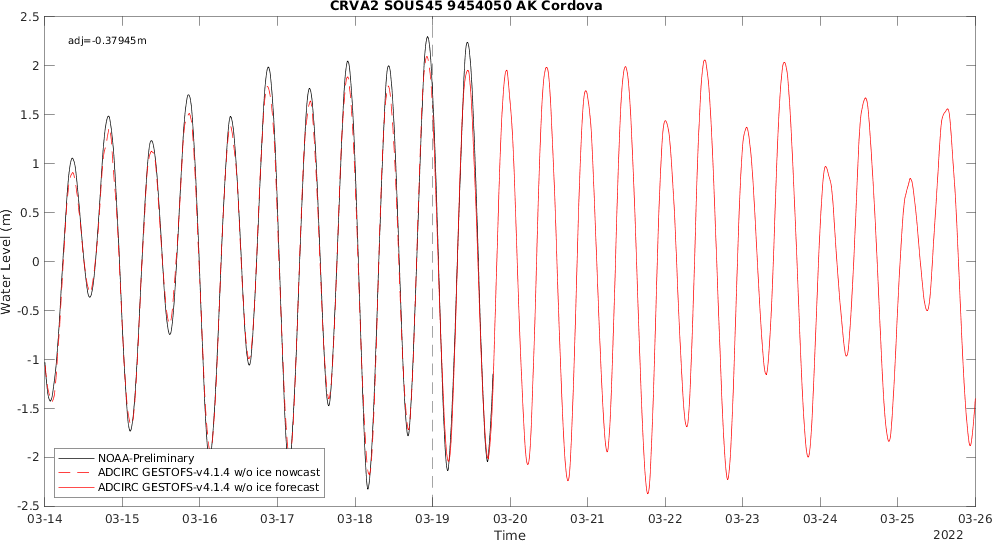 CRVA2 SOUS45 9454050 AK Cordova
adj=-0.37945m
2.5
2
1.5
1
0.5
0
-0.5
-1
-1.5
-2
-2.5
Water Level (m)
NOAA-Preliminary
ADCIRC GESTOFS-v4.1.4 w/o ice nowcast
ADCIRC GESTOFS-v4.1.4 w/o ice forecast
03-14 03-15 03-16 03-17 03-18 03-19 03-20 03-21 03-22 03-23 03-24 03-25 03-26
Time
2022